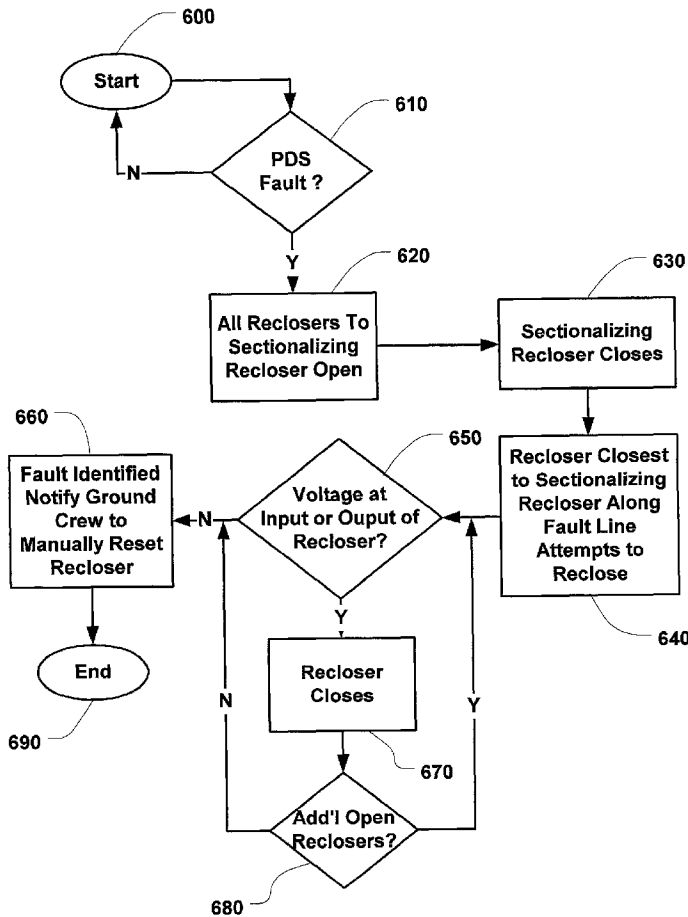 600
Start
610
PDS
Fault ?
N
Y
620
630
All Reclosers To
Sectionalizing
Recloser Open
Sectionalizing
Recloser Closes
660
650
Fault Identified
Notify Ground
Crew to
Manually Reset
Recloser
N
Voltage at
Input or Ouput of
Recloser?
Recloser Closest
to Sectionalizing
Recloser Along
Fault Line
Attempts to
Reclose
640
Y
End
690
N
Recloser
Closes
Y
670
Add'l Open
Reclosers?
680